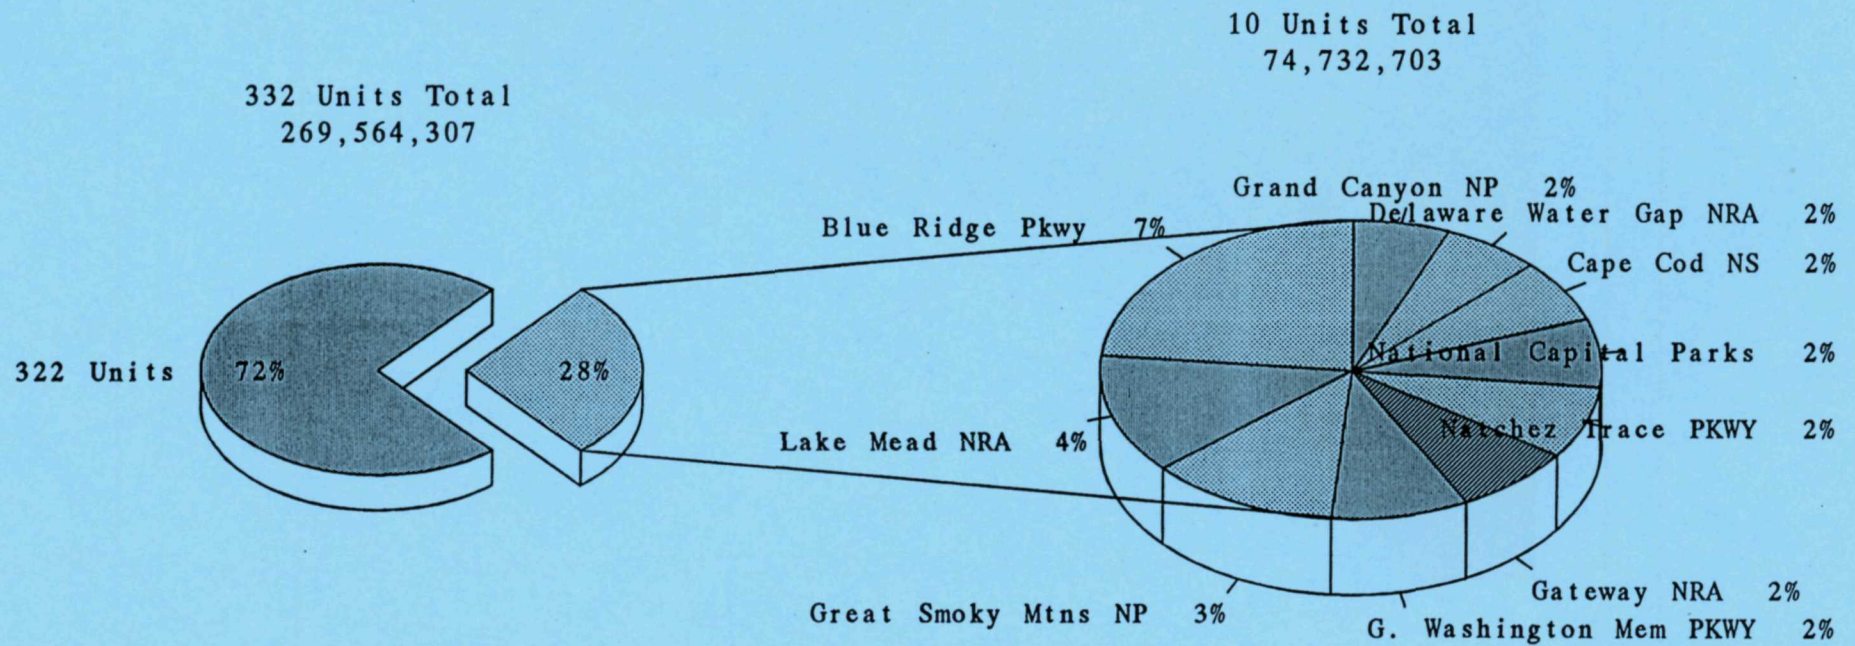 10 Units Total
74,732,703
332 Units Total
269,564,307
Grand Canyon NP 2%
Delaware Water Gap NRA 2%
Blue Ridge Pkwy 7%
Cape Cod NS 2%
National Capital Parks 2%
322 Units 72% 28%
Natchez Trace PKWY 2%
Lake Mead NRA 4%
Gateway NRA 2%
Great Smoky Mtns NP 3%
G. Washington Mem PKWY 2%